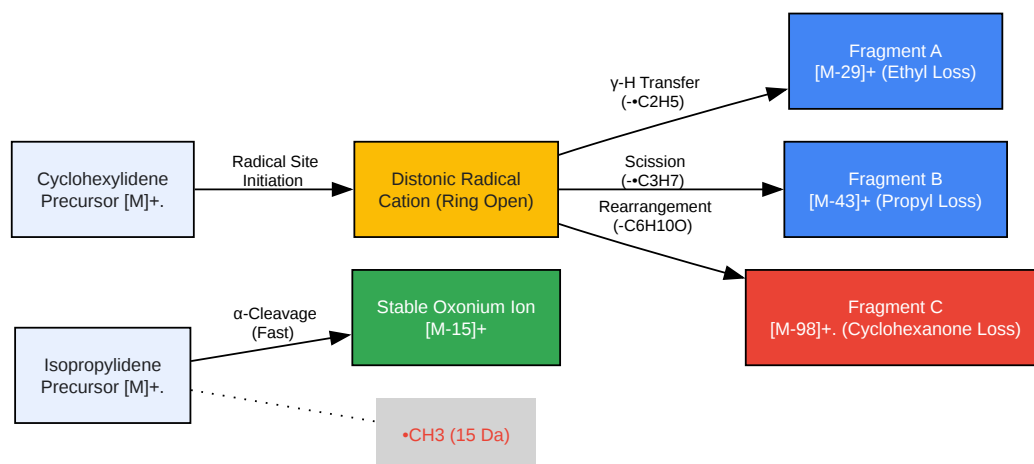 Fragment A
[M-29]+ (Ethyl Loss)
γ-H Transfer
(-•C2H5)
Cyclohexylidene
Precursor [M]+.
Radical Site
Initiation
Distonic Radical
Cation (Ring Open)
Scission
(-•C3H7)
Fragment B
[M-43]+ (Propyl Loss)
Rearrangement
(-C6H10O)
Fragment C
[M-98]+. (Cyclohexanone Loss)
Isopropylidene
Precursor [M]+.
α-Cleavage
(Fast)
Stable Oxonium Ion
[M-15]+
•CH3 (15 Da)